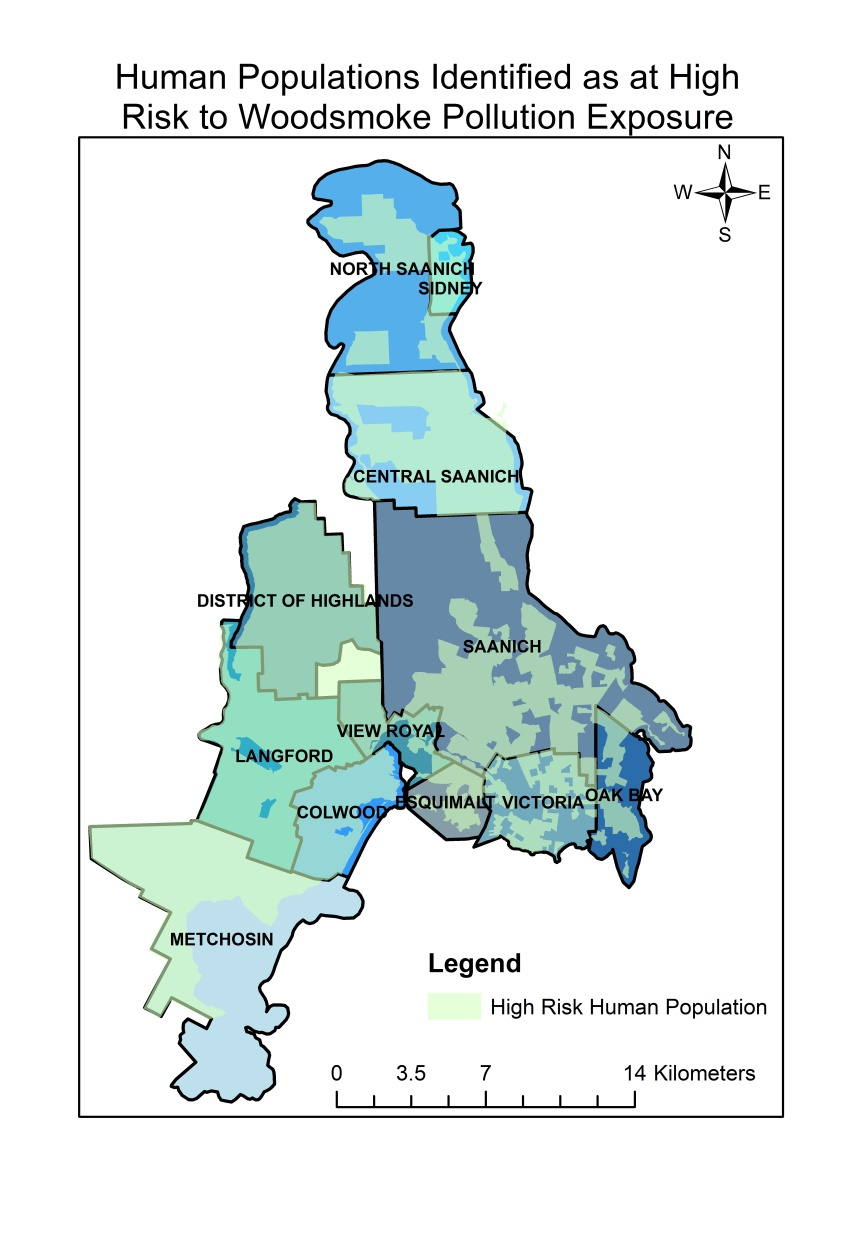 Human Populations Identified as at High
Risk to Woodsmoke Pollution Exposure
N
W E
S
NORTH SAANICH
SIDNEY
CENTRAL SAANICH
DISTRICT OF HIGHLANDS
SAANICH
VIEW ROYAL
LANGFORD
COLWOOD
ESQUIMALT
VICTORIA
OAK BAY
METCHOSIN
Legend
High Risk Human Population
0 3.5 7 14 Kilometers